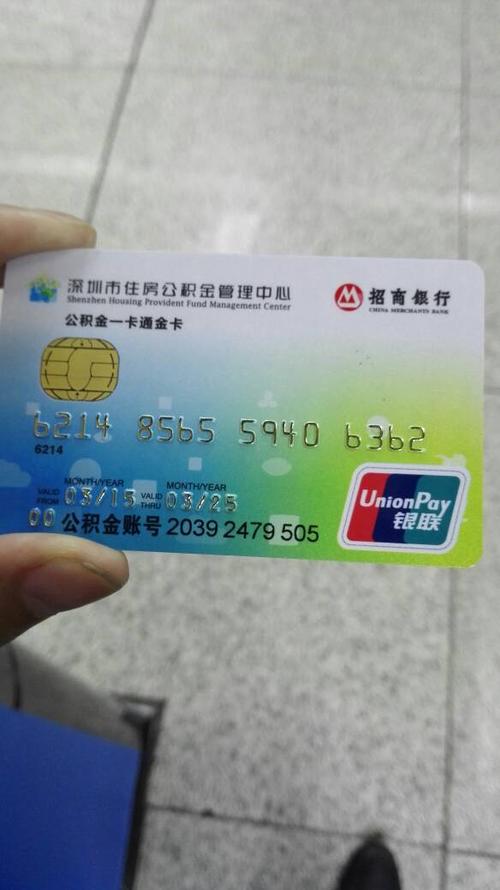 深圳市住房公积金管理中心
Shenzhen Housing Provident Fund Management Center
招商银行
CHINA MERCHANTS BANK
公积金一卡通金卡
6214 8565 5940 6362
6214
MONTH/YEAR MONTH/YEAR
VALID FROM 03/15 VALID THRU 03/25
00 公积金账号 2039 2479 505
UnionPay
银联